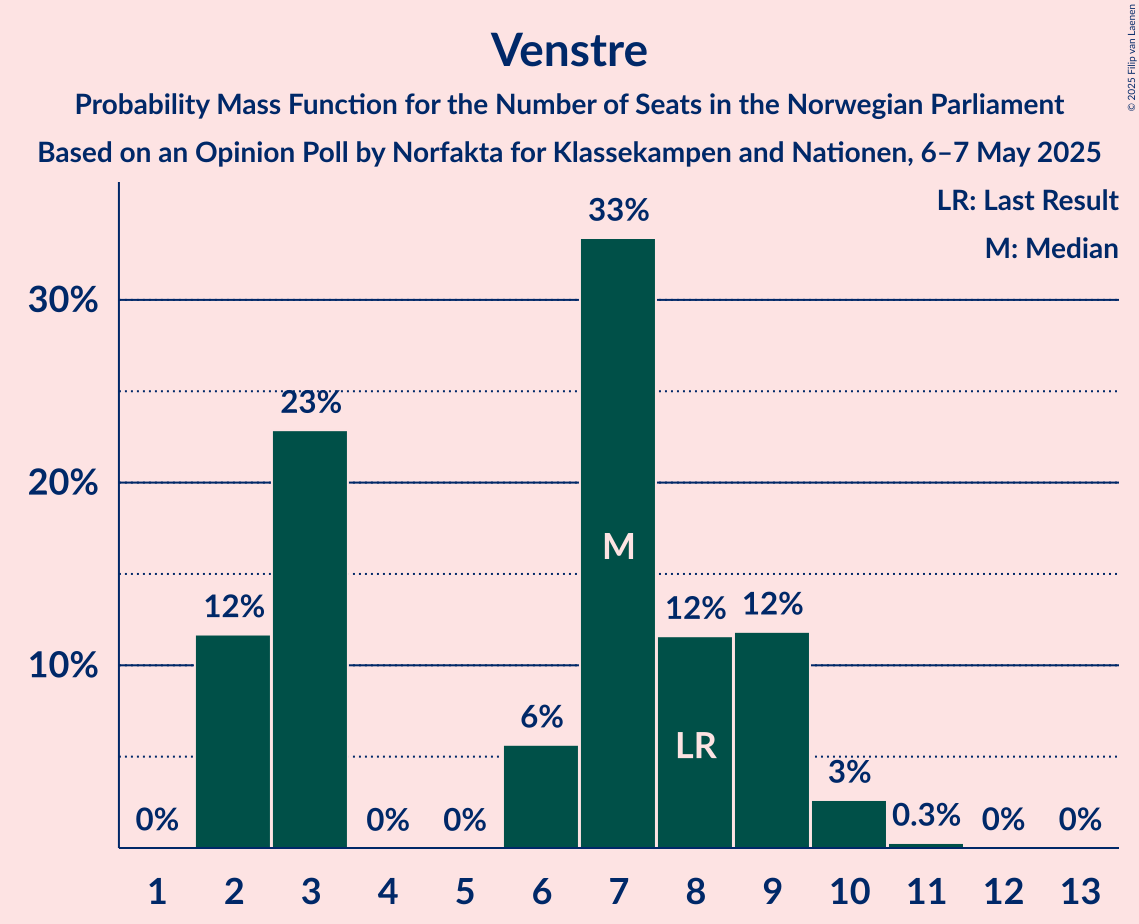 Venstre
Probability Mass Function for the Number of Seats in the Norwegian Parliament
Based on an Opinion Poll by Norfakta for Klassekampen and Nationen, 6–7 May 2025
© 2025 Filip van Laenen
LR: Last Result
M: Median
30%
20%
10%
0%
12%
23%
0%
0%
6%
33%
12%
12%
3%
0.3%
0%
0%
M
LR
1 2 3 4 5 6 7 8 9 10 11 12 13